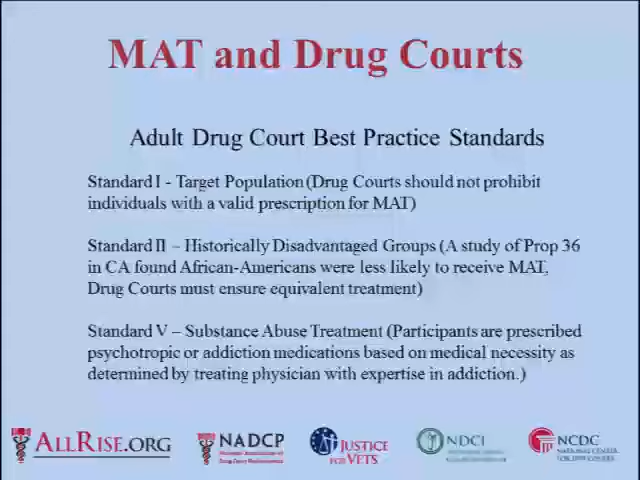 MAT and Drug Courts
Adult Drug Court Best Practice Standards
Standard I - Target Population (Drug Courts should not prohibit
individuals with a valid prescription for MAT)
Standard II – Historically Disadvantaged Groups (A study of Prop 36
in CA found African-Americans were less likely to receive MAT,
Drug Courts must ensure equivalent treatment)
Standard V – Substance Abuse Treatment (Participants are prescribed
psychotropic or addiction medications based on medical necessity as
determined by treating physician with expertise in addiction.)
ALLRISE.ORG
NADCP
JUSTICE
FOR VETS
NDCI
NCDC